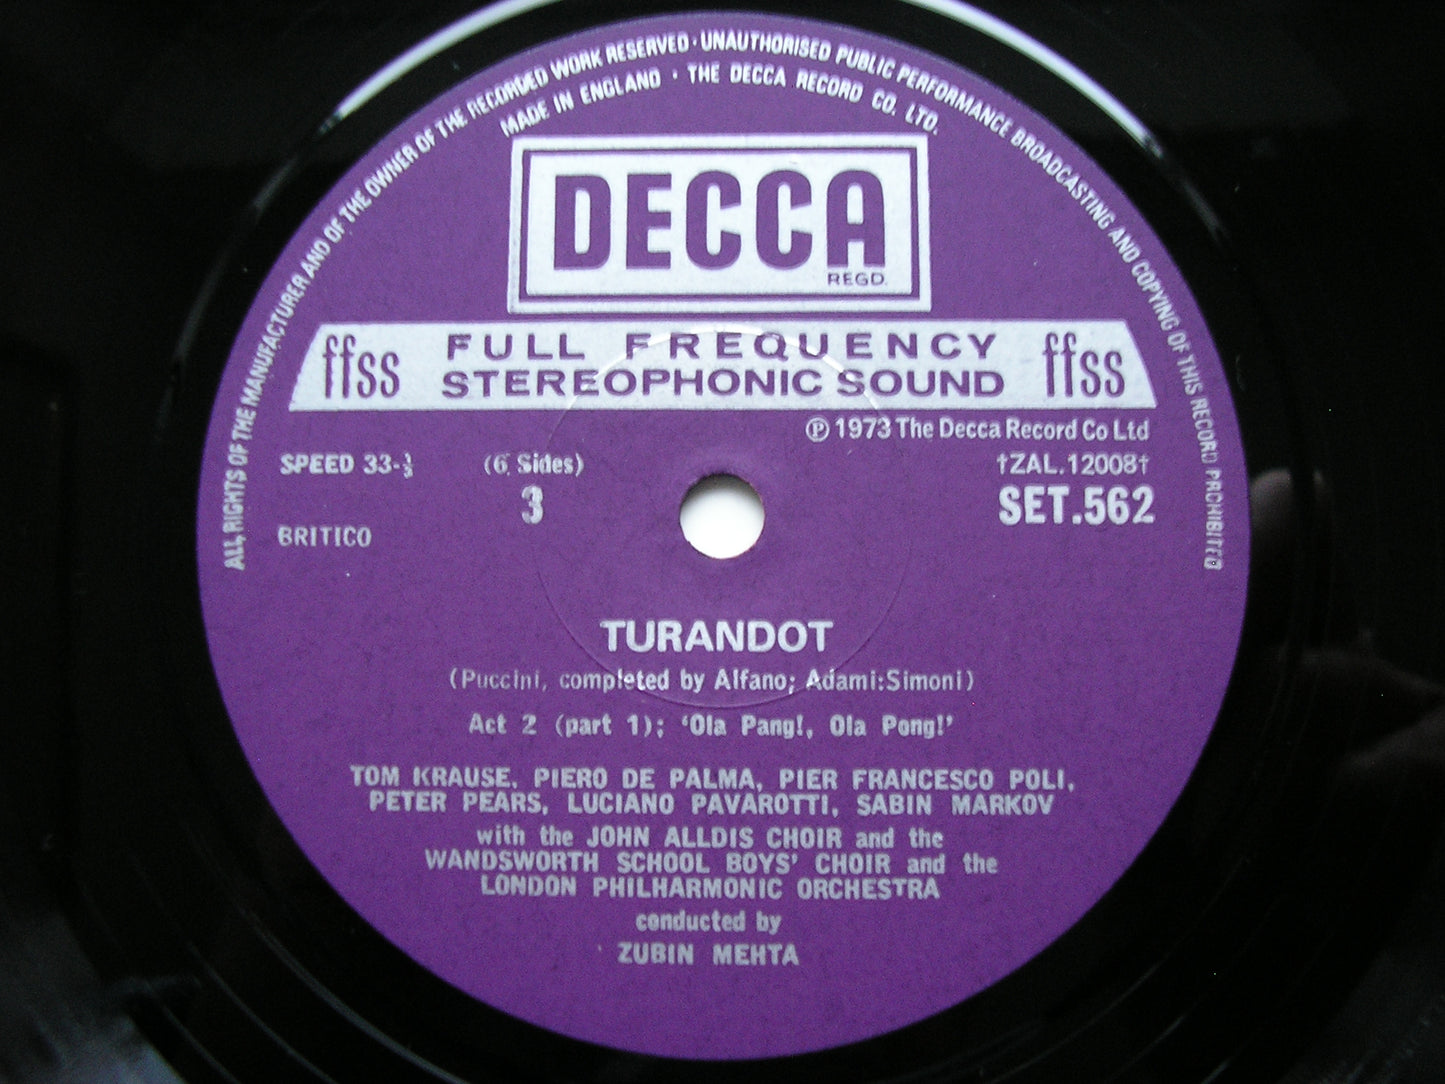 ALL RIGHTS OF THE MANUFACTURER AND OF THE OWNER OF THE RECORDED WORK RESERVED · UNAUTHORISED PUBLIC PERFORMANCE BROADCASTING AND COPYING OF THIS RECORD PROHIBITED
MADE IN ENGLAND · THE DECCA RECORD CO. LTD.
DECCA
REGD.
ffss FULL FREQUENCY ffss
STEREOPHONIC SOUND
℗ 1973 The Decca Record Co Ltd
SPEED 33-⅓ (6 Sides) †ZAL.12008†
3 SET.562
BRITICO
TURANDOT
(Puccini, completed by Alfano; Adami:Simoni)
Act 2 (part 1); ‘Ola Pang!, Ola Pong!’
TOM KRAUSE, PIERO DE PALMA, PIER FRANCESCO POLI,
PETER PEARS, LUCIANO PAVAROTTI, SABIN MARKOV
with the JOHN ALLDIS CHOIR and the
WANDSWORTH SCHOOL BOYS’ CHOIR and the
LONDON PHILHARMONIC ORCHESTRA
conducted by
ZUBIN MEHTA